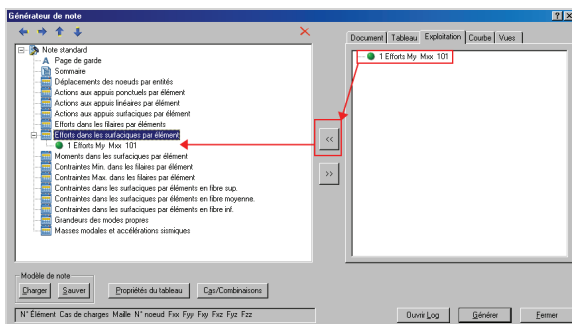 Générateur de note
Document Tableau Exploitation Courbe Vues
Note standard
Page de garde
Sommaire
Déplacements des noeuds par entités
Actions aux appuis ponctuels par élément
Actions aux appuis linéaires par élément
Actions aux appuis surfaciques par élément
Efforts dans les filaires par éléments
Efforts dans les surfaciques par élément
1 Efforts My Mxx 101
Moments dans les surfaciques par élément
Contraintes Min. dans les filaires par élément
Contraintes Max. dans les filaires par élément
Contraintes dans les surfaciques par éléments en fibre sup.
Contraintes dans les surfaciques par éléments en fibre moyenne.
Contraintes dans les surfaciques par éléments en fibre inf.
Grandeurs des modes propres
Masses modales et accélérations sismiques
<<
>>
1 Efforts My Mxx 101
Modèle de note
Charger Sauver Propriétés du tableau Cas/Combinaisons
N° Élément Cas de charges Maille N° noeud Fxx Fyy Fxy Fxz Fyz Fzz
Ouvrir Log Générer Fermer